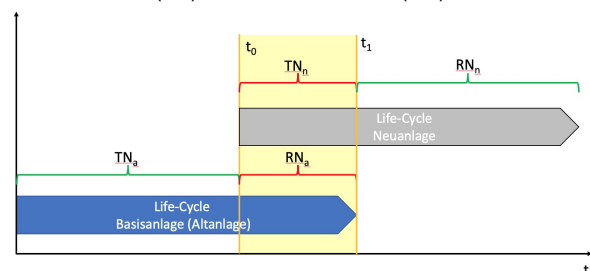 t0
t1
TNn
RNn
Life-Cycle
Neuanlage
TNa
RNa
Life-Cycle
Basisanlage (Altanlage)
t